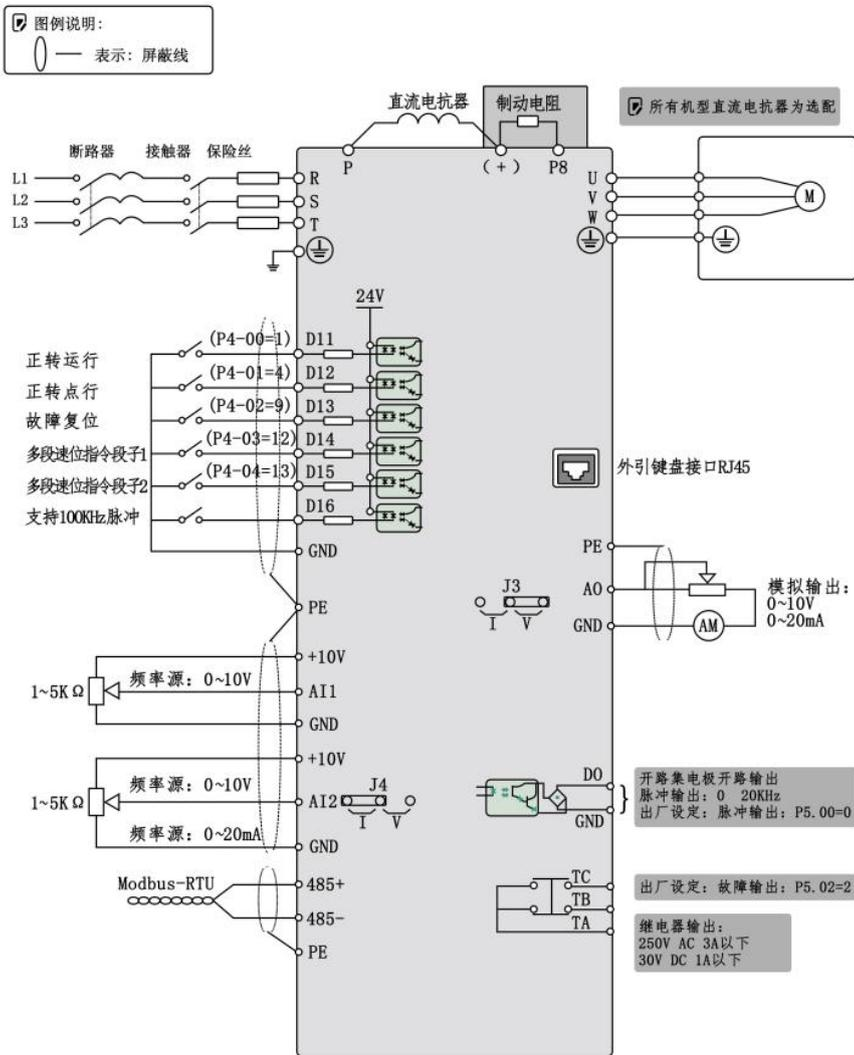 图例说明:
表示: 屏蔽线
直流电抗器
制动电阻
所有机型直流电抗器为选配
断路器 接触器 保险丝
P (+) P8
L1 R U
L2 S V M
L3 T W
24V
正转运行 (P4-00=1) D11
正转点行 (P4-01=4) D12
故障复位 (P4-02=9) D13
多段速位指令段子1 (P4-03=12) D14
多段速位指令段子2 (P4-04=13) D15
支持100KHz脉冲 D16
GND
PE
外引键盘接口RJ45
PE
AO
GND AM
模拟输出:
0~10V
0~20mA
J3
I V
+10V
1~5KΩ 频率源: 0~10V AI1
GND
+10V
频率源: 0~10V
1~5KΩ AI2 J4
I V
频率源: 0~20mA
GND
DO
GND
}
开路集电极开路输出
脉冲输出: 0 20KHz
出厂设定: 脉冲输出: P5.00=0
Modbus-RTU 485+
485-
PE
TC
TB
TA
出厂设定: 故障输出: P5.02=2
继电器输出:
250V AC 3A以下
30V DC 1A以下